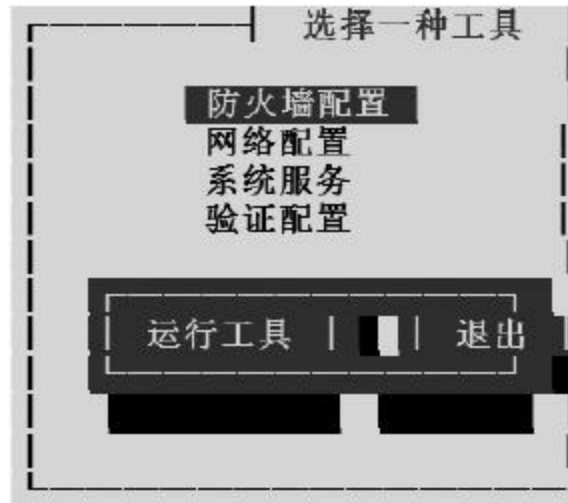 选择一种工具
防火墙配置
网络配置
系统服务
验证配置
运行工具 退出